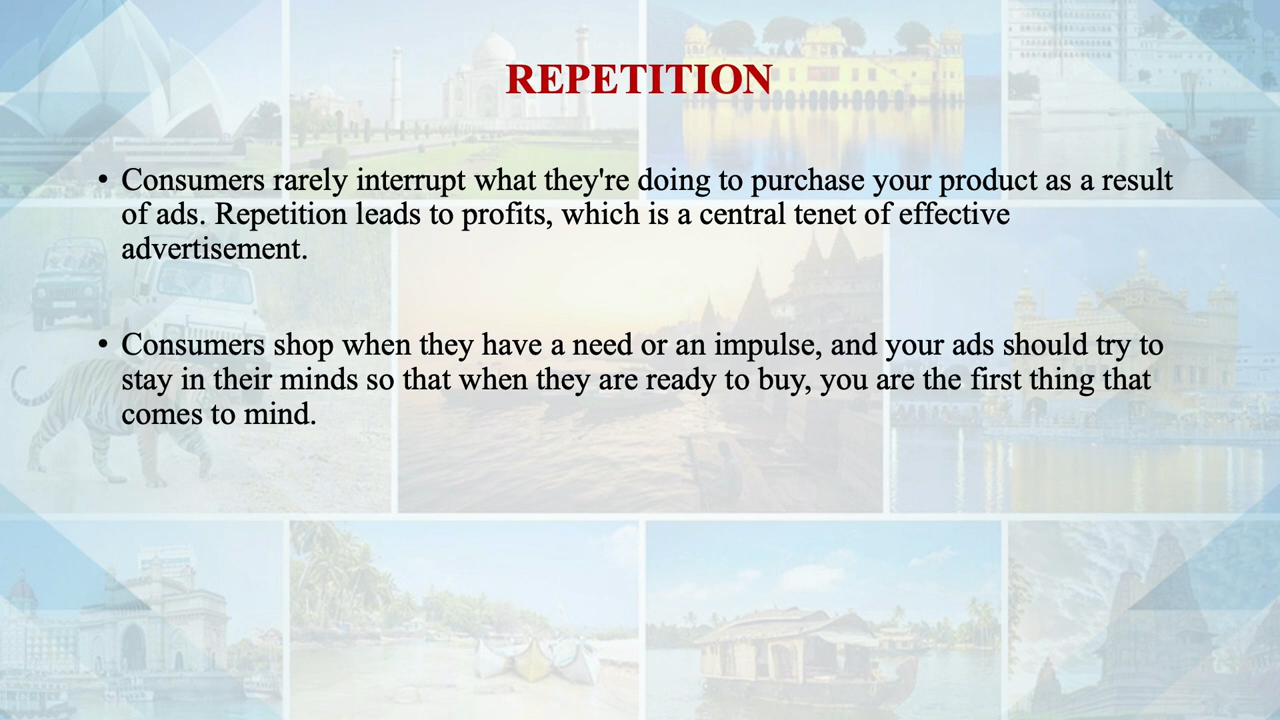 REPETITION
• Consumers rarely interrupt what they're doing to purchase your product as a result
of ads. Repetition leads to profits, which is a central tenet of effective
advertisement.
• Consumers shop when they have a need or an impulse, and your ads should try to
stay in their minds so that when they are ready to buy, you are the first thing that
comes to mind.